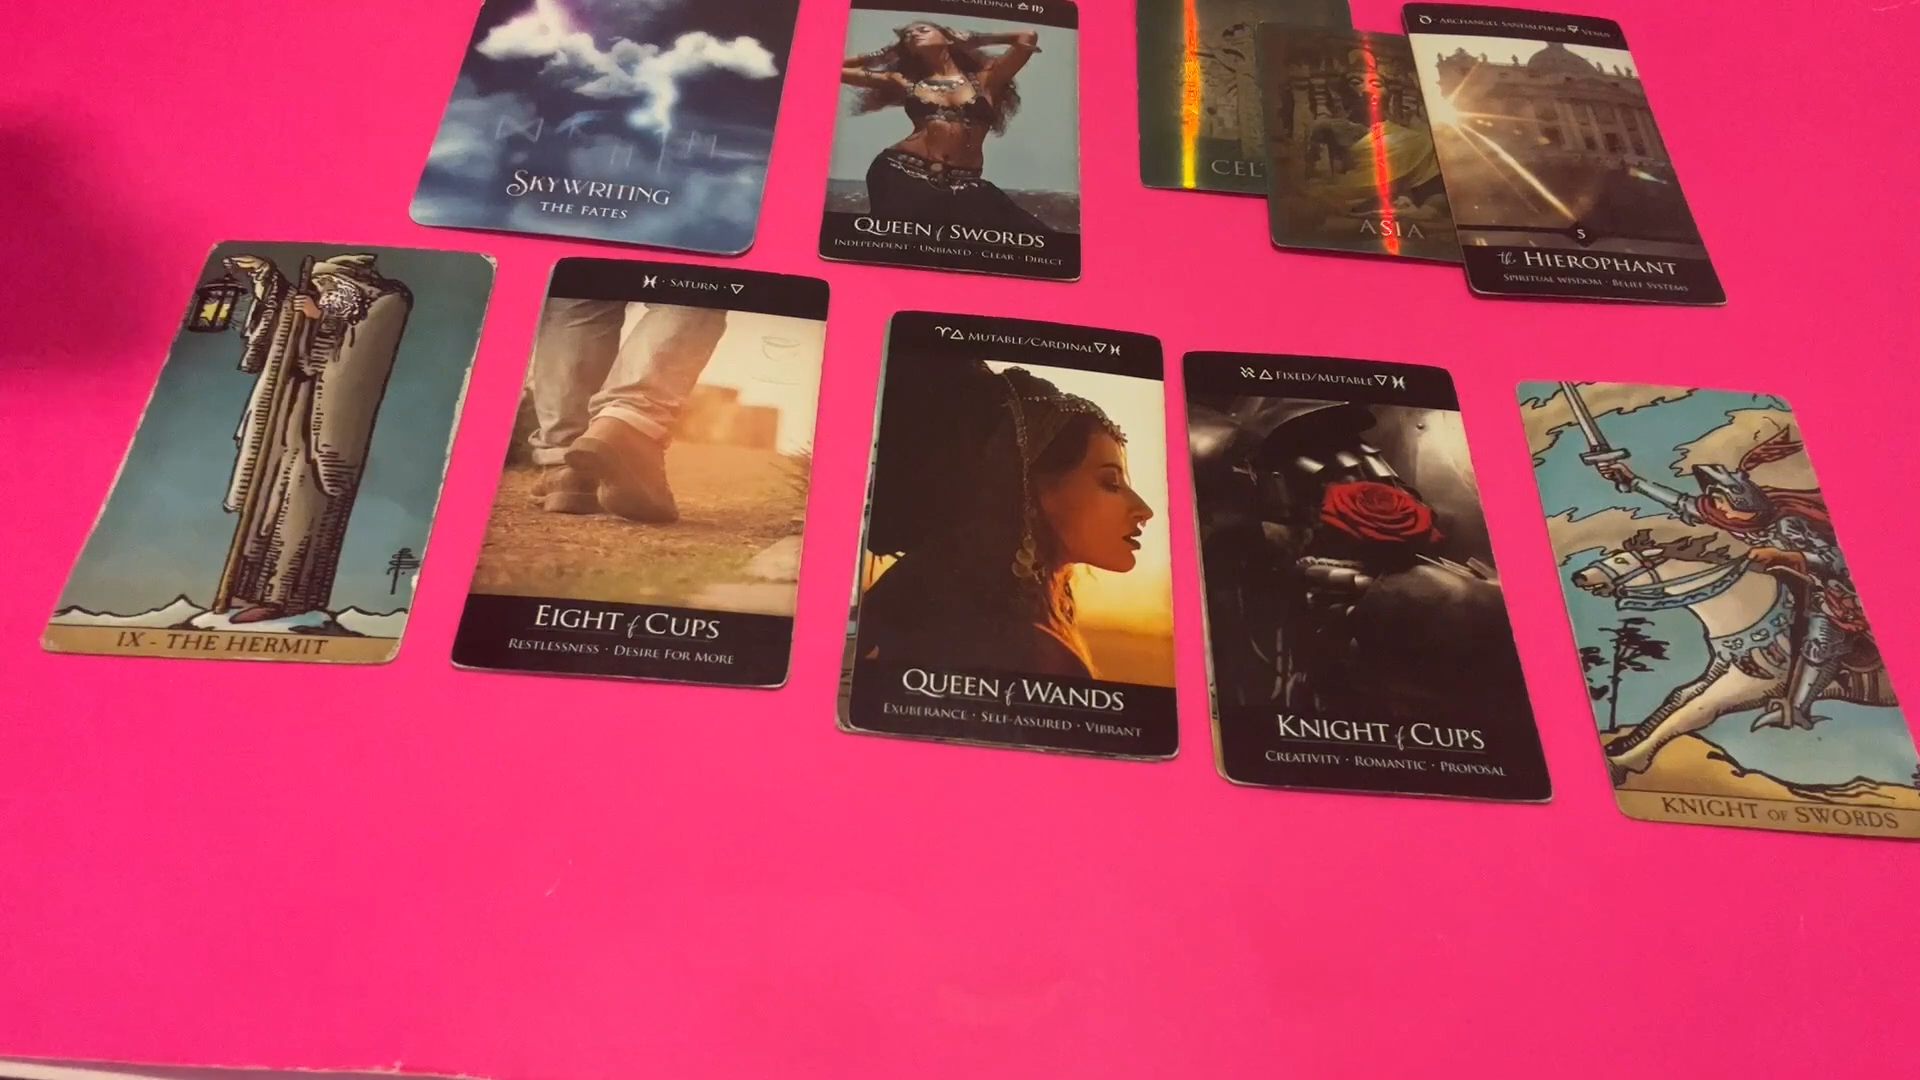 SKYWRITING
THE FATES
CARDINAL
QUEEN of SWORDS
INDEPENDENT · UNBIASED · CLEAR · DIRECT
CELT
ASIA
ARCHANGEL SANDALPHON VENUS
5
the HIEROPHANT
SPIRITUAL WISDOM · BELIEF SYSTEMS
IX - THE HERMIT
♓ · SATURN ·
EIGHT of CUPS
RESTLESSNESS · DESIRE FOR MORE
♈ MUTABLE/CARDINAL ♓
QUEEN of WANDS
EXUBERANCE · SELF-ASSURED · VIBRANT
♒ FIXED/MUTABLE ♓
KNIGHT of CUPS
CREATIVITY · ROMANTIC · PROPOSAL
KNIGHT OF SWORDS